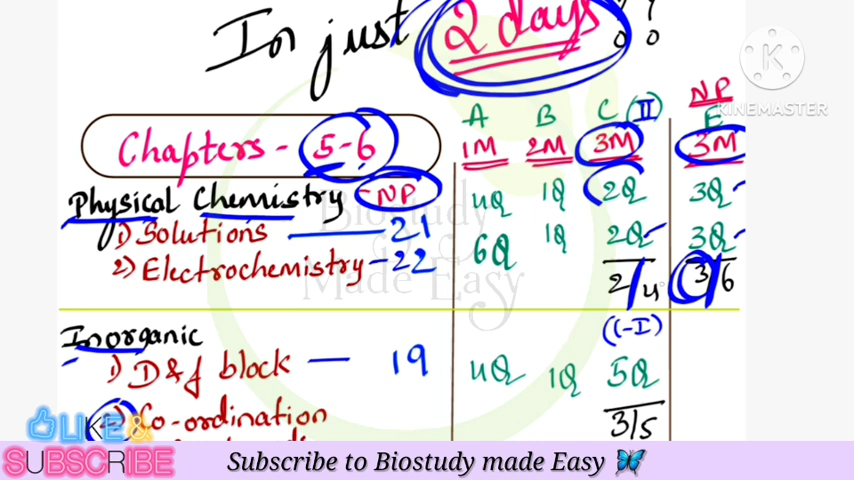 In just 2 days ??
KINEMASTER
Chapters - 5-6
A B C (II) NP E
1M 2M 3M 3M
Physical Chemistry - NP 4Q 1Q 2Q 3Q
1) Solutions — 21 6Q 1Q 2Q 3Q
2) Electrochemistry - 22 2/4 3/6
Biostudy
Made Easy
Inorganic (C-I)
1) D&f block — 19 4Q 1Q 5Q
2) Co-ordination 3/5
LIKE &
SUBSCRIBE
Subscribe to Biostudy made Easy 🦋